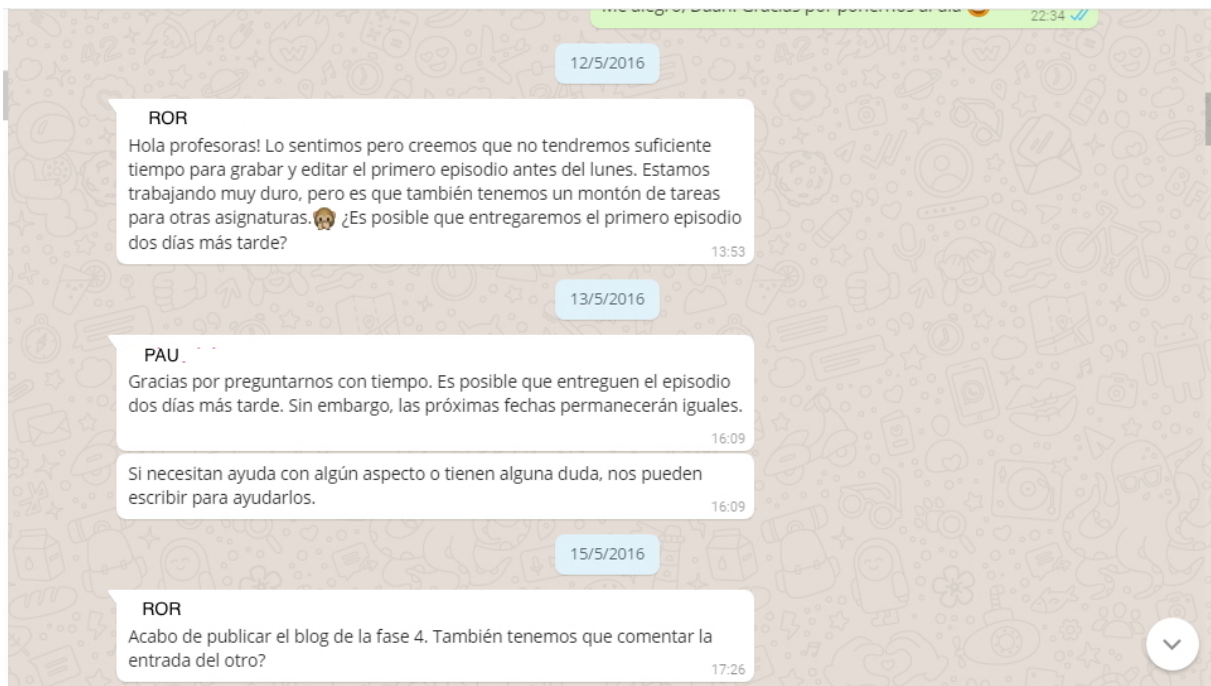 22:34
12/5/2016
ROR
Hola profesoras! Lo sentimos pero creemos que no tendremos suficiente
tiempo para grabar y editar el primero episodio antes del lunes. Estamos
trabajando muy duro, pero es que también tenemos un montón de tareas
para otras asignaturas.🙊 ¿Es posible que entregaremos el primero episodio
dos días más tarde?
13:53
13/5/2016
PAU
Gracias por preguntarnos con tiempo. Es posible que entreguen el episodio
dos días más tarde. Sin embargo, las próximas fechas permanecerán iguales.
16:09
Si necesitan ayuda con algún aspecto o tienen alguna duda, nos pueden
escribir para ayudarlos.
16:09
15/5/2016
ROR
Acabo de publicar el blog de la fase 4. También tenemos que comentar la
entrada del otro?
17:26